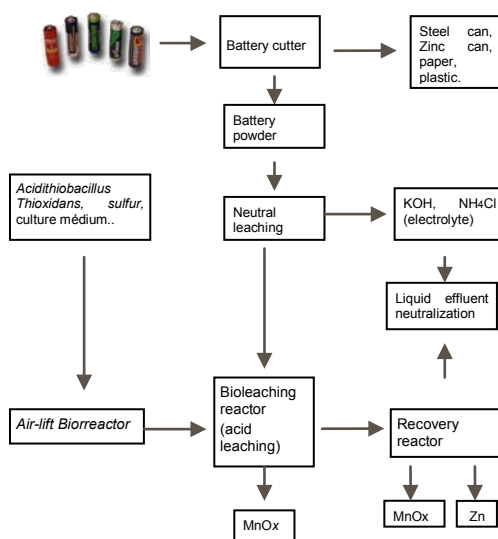 Battery cutter
Steel can,
Zinc can,
paper,
plastic.
Battery
powder
Acidithiobacillus
Thioxidans, sulfur,
culture médium..
Neutral
leaching
KOH, NH4Cl
(electrolyte)
Liquid effluent
neutralization
Air-lift Biorreactor
Bioleaching
reactor
(acid
leaching)
Recovery
reactor
MnOx
MnOx
Zn